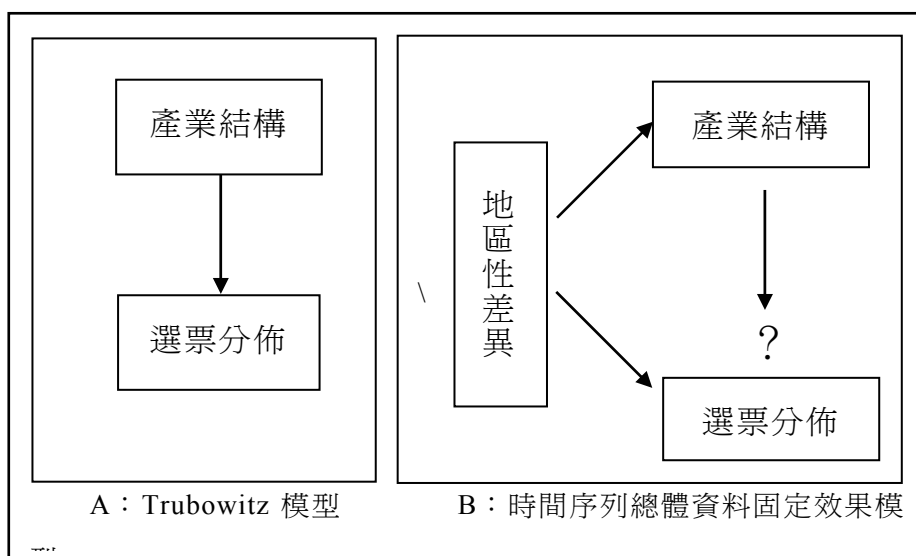 產業結構
選票分佈
A：Trubowitz 模型
\
地區性差異
產業結構
？
選票分佈
B：時間序列總體資料固定效果模